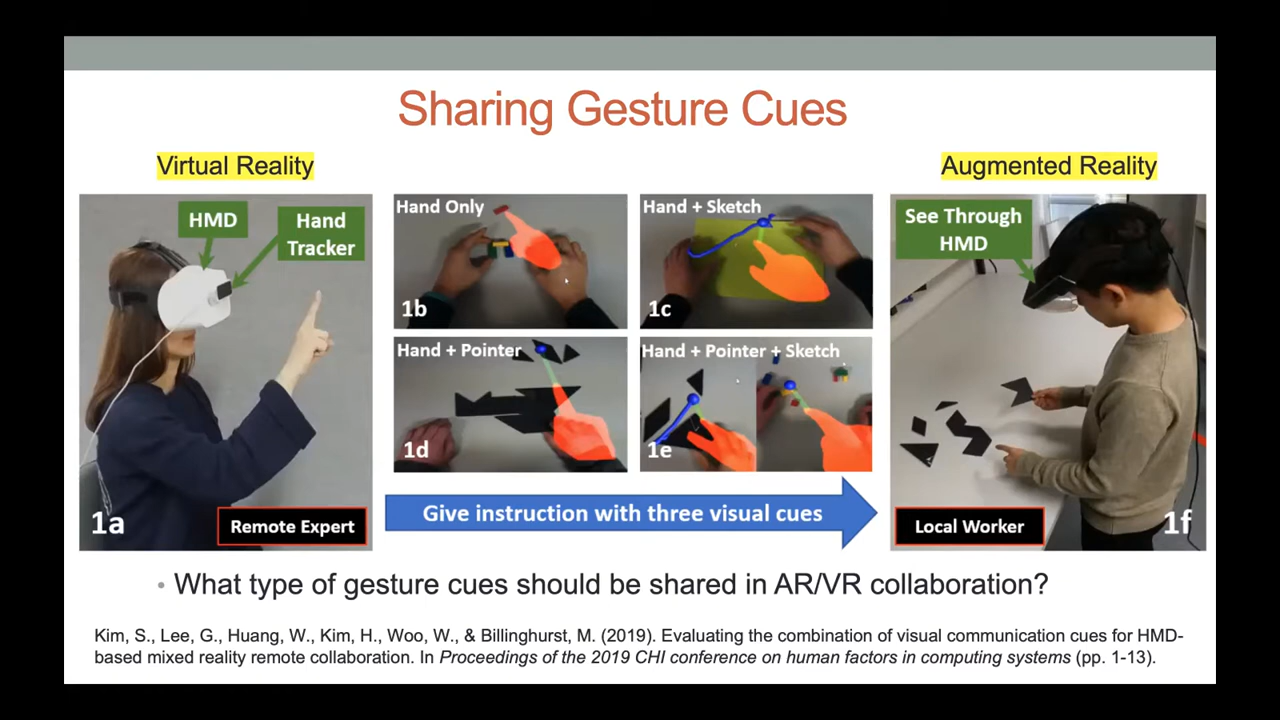 Sharing Gesture Cues
Virtual Reality
Augmented Reality
HMD
Hand
Tracker
1a
Remote Expert
Hand Only
1b
Hand + Sketch
1c
Hand + Pointer
1d
Hand + Pointer + Sketch
1e
Give instruction with three visual cues
See Through
HMD
Local Worker
1f
• What type of gesture cues should be shared in AR/VR collaboration?
Kim, S., Lee, G., Huang, W., Kim, H., Woo, W., & Billinghurst, M. (2019). Evaluating the combination of visual communication cues for HMD-
based mixed reality remote collaboration. In Proceedings of the 2019 CHI conference on human factors in computing systems (pp. 1-13).